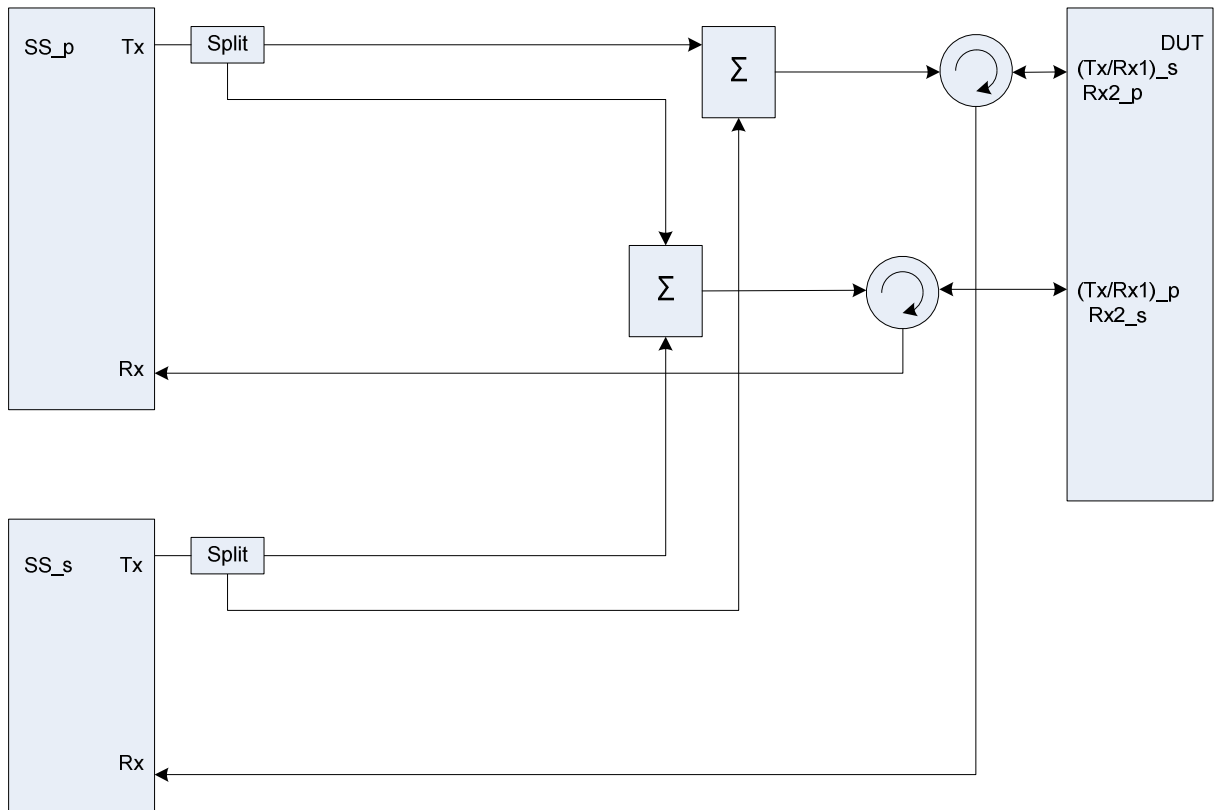 SS_p
Tx
Split
Σ
DUT
(Tx/Rx1)_s
Rx2_p
Σ
(Tx/Rx1)_p
Rx2_s
Rx
SS_s
Tx
Split
Rx